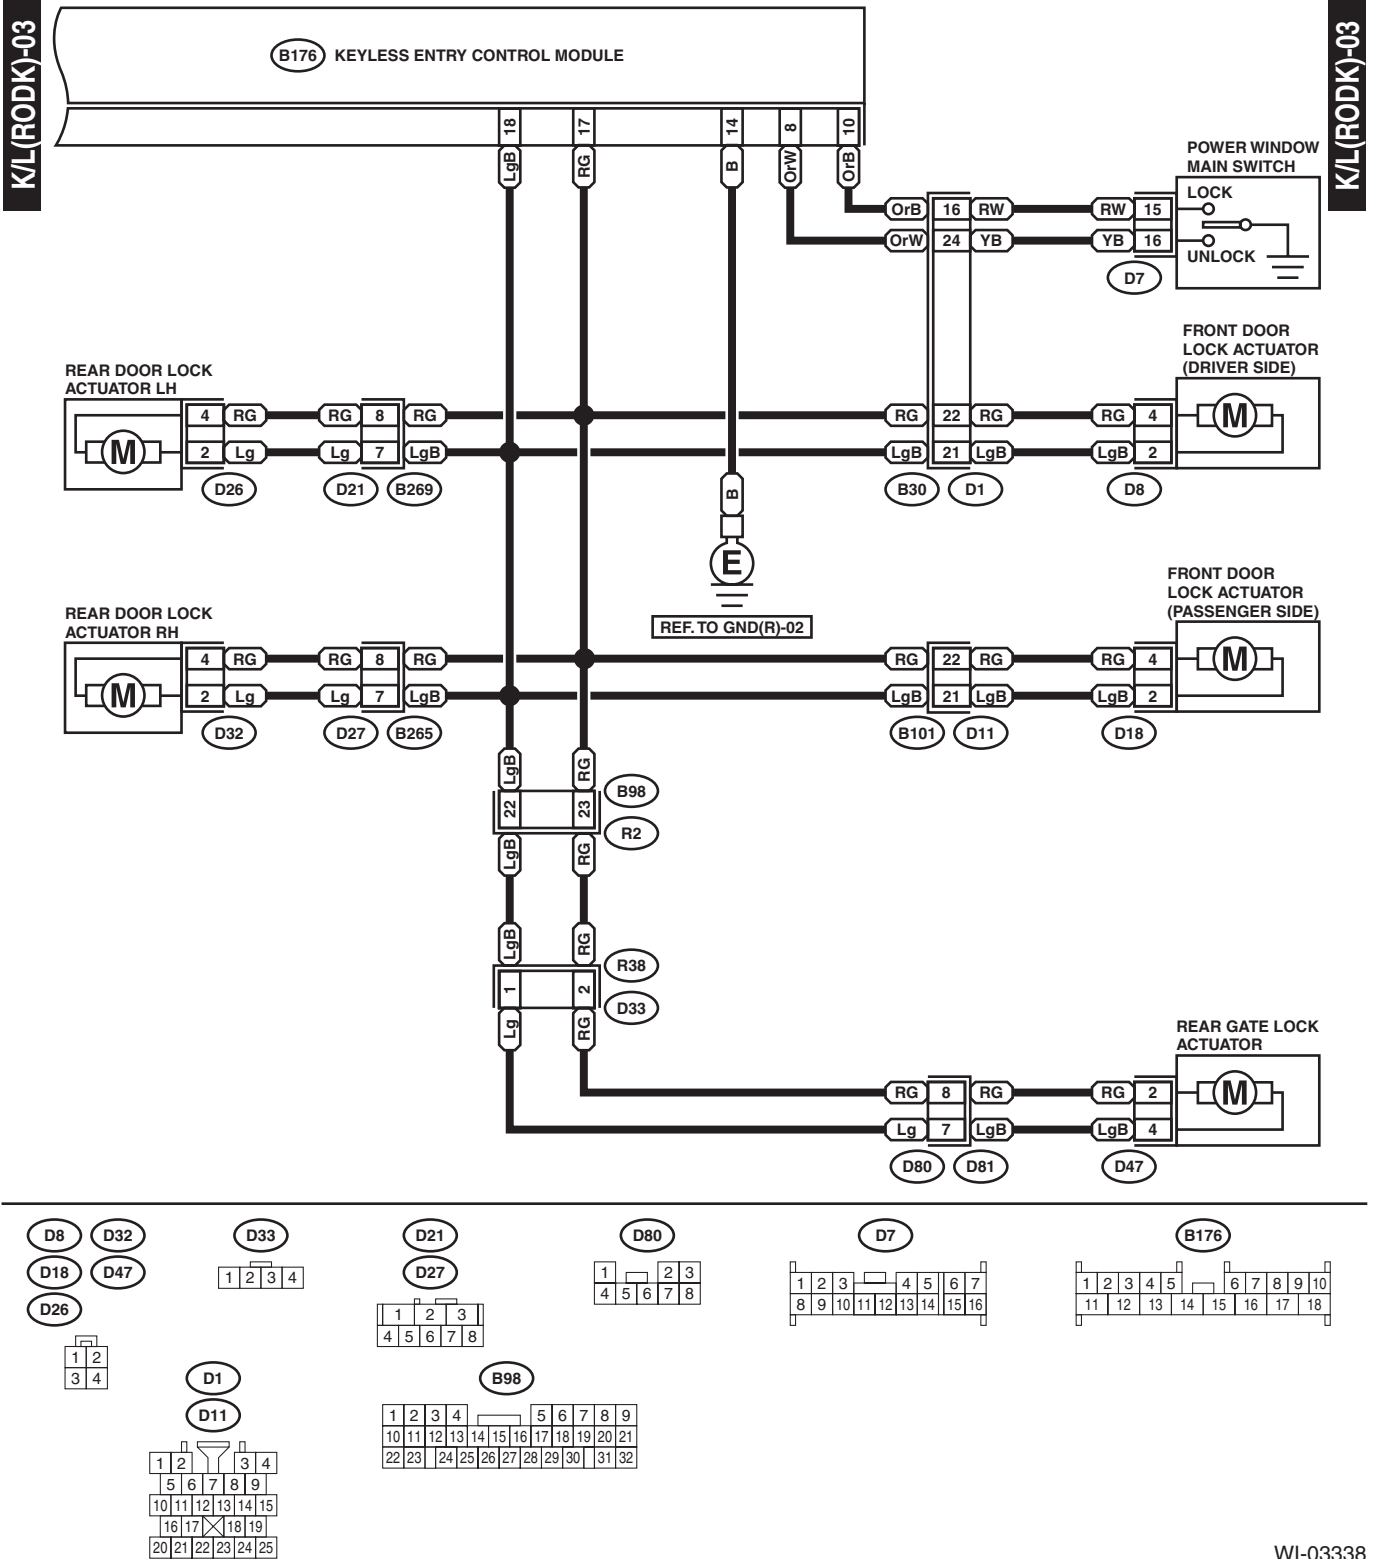 K/L(RODK)-03
K/L(RODK)-03
B176 KEYLESS ENTRY CONTROL MODULE
18 17 14 8 10
LgB RG B OrW OrB
POWER WINDOW
MAIN SWITCH
LOCK
OrB 16 RW RW 15
OrW 24 YB YB 16
UNLOCK
D7
FRONT DOOR
LOCK ACTUATOR
(DRIVER SIDE)
REAR DOOR LOCK
ACTUATOR LH
4 RG RG 8 RG RG 22 RG RG 4 M
M 2 Lg Lg 7 LgB LgB 21 LgB LgB 2
D26 D21 B269 B30 D1 D8
B
E
REF. TO GND(R)-02
FRONT DOOR
LOCK ACTUATOR
(PASSENGER SIDE)
REAR DOOR LOCK
ACTUATOR RH
4 RG RG 8 RG RG 22 RG RG 4 M
M 2 Lg Lg 7 LgB LgB 21 LgB LgB 2
D32 D27 B265 B101 D11 D18
LgB RG
B98
22 23
R2
LgB RG
LgB RG
R38
1 2
D33
Lg RG
REAR GATE LOCK
ACTUATOR
RG 8 RG RG 2 M
Lg 7 LgB LgB 4
D80 D81 D47
D8 D32
D18 D47
D26
1 2
3 4
D33
1 2 3 4
D21
D27
1 2 3
4 5 6 7 8
D80
1 2 3
4 5 6 7 8
D7
1 2 3 4 5 6 7
8 9 10 11 12 13 14 15 16
B176
1 2 3 4 5 6 7 8 9 10
11 12 13 14 15 16 17 18
D1
D11
1 2 3 4
5 6 7 8 9
10 11 12 13 14 15
16 17 18 19
20 21 22 23 24 25
B98
1 2 3 4 5 6 7 8 9
10 11 12 13 14 15 16 17 18 19 20 21
22 23 24 25 26 27 28 29 30 31 32
WI-03338